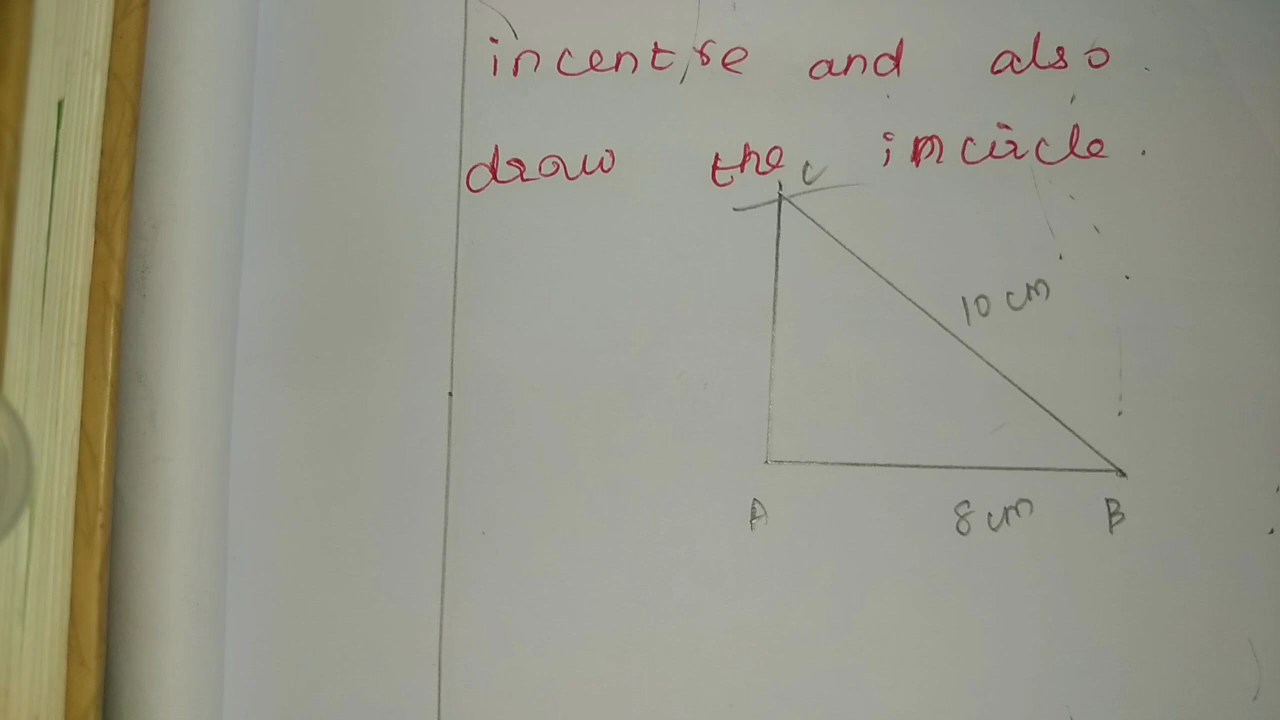 incentre and also
draw the incircle.
C
10 cm
A
8 cm
B